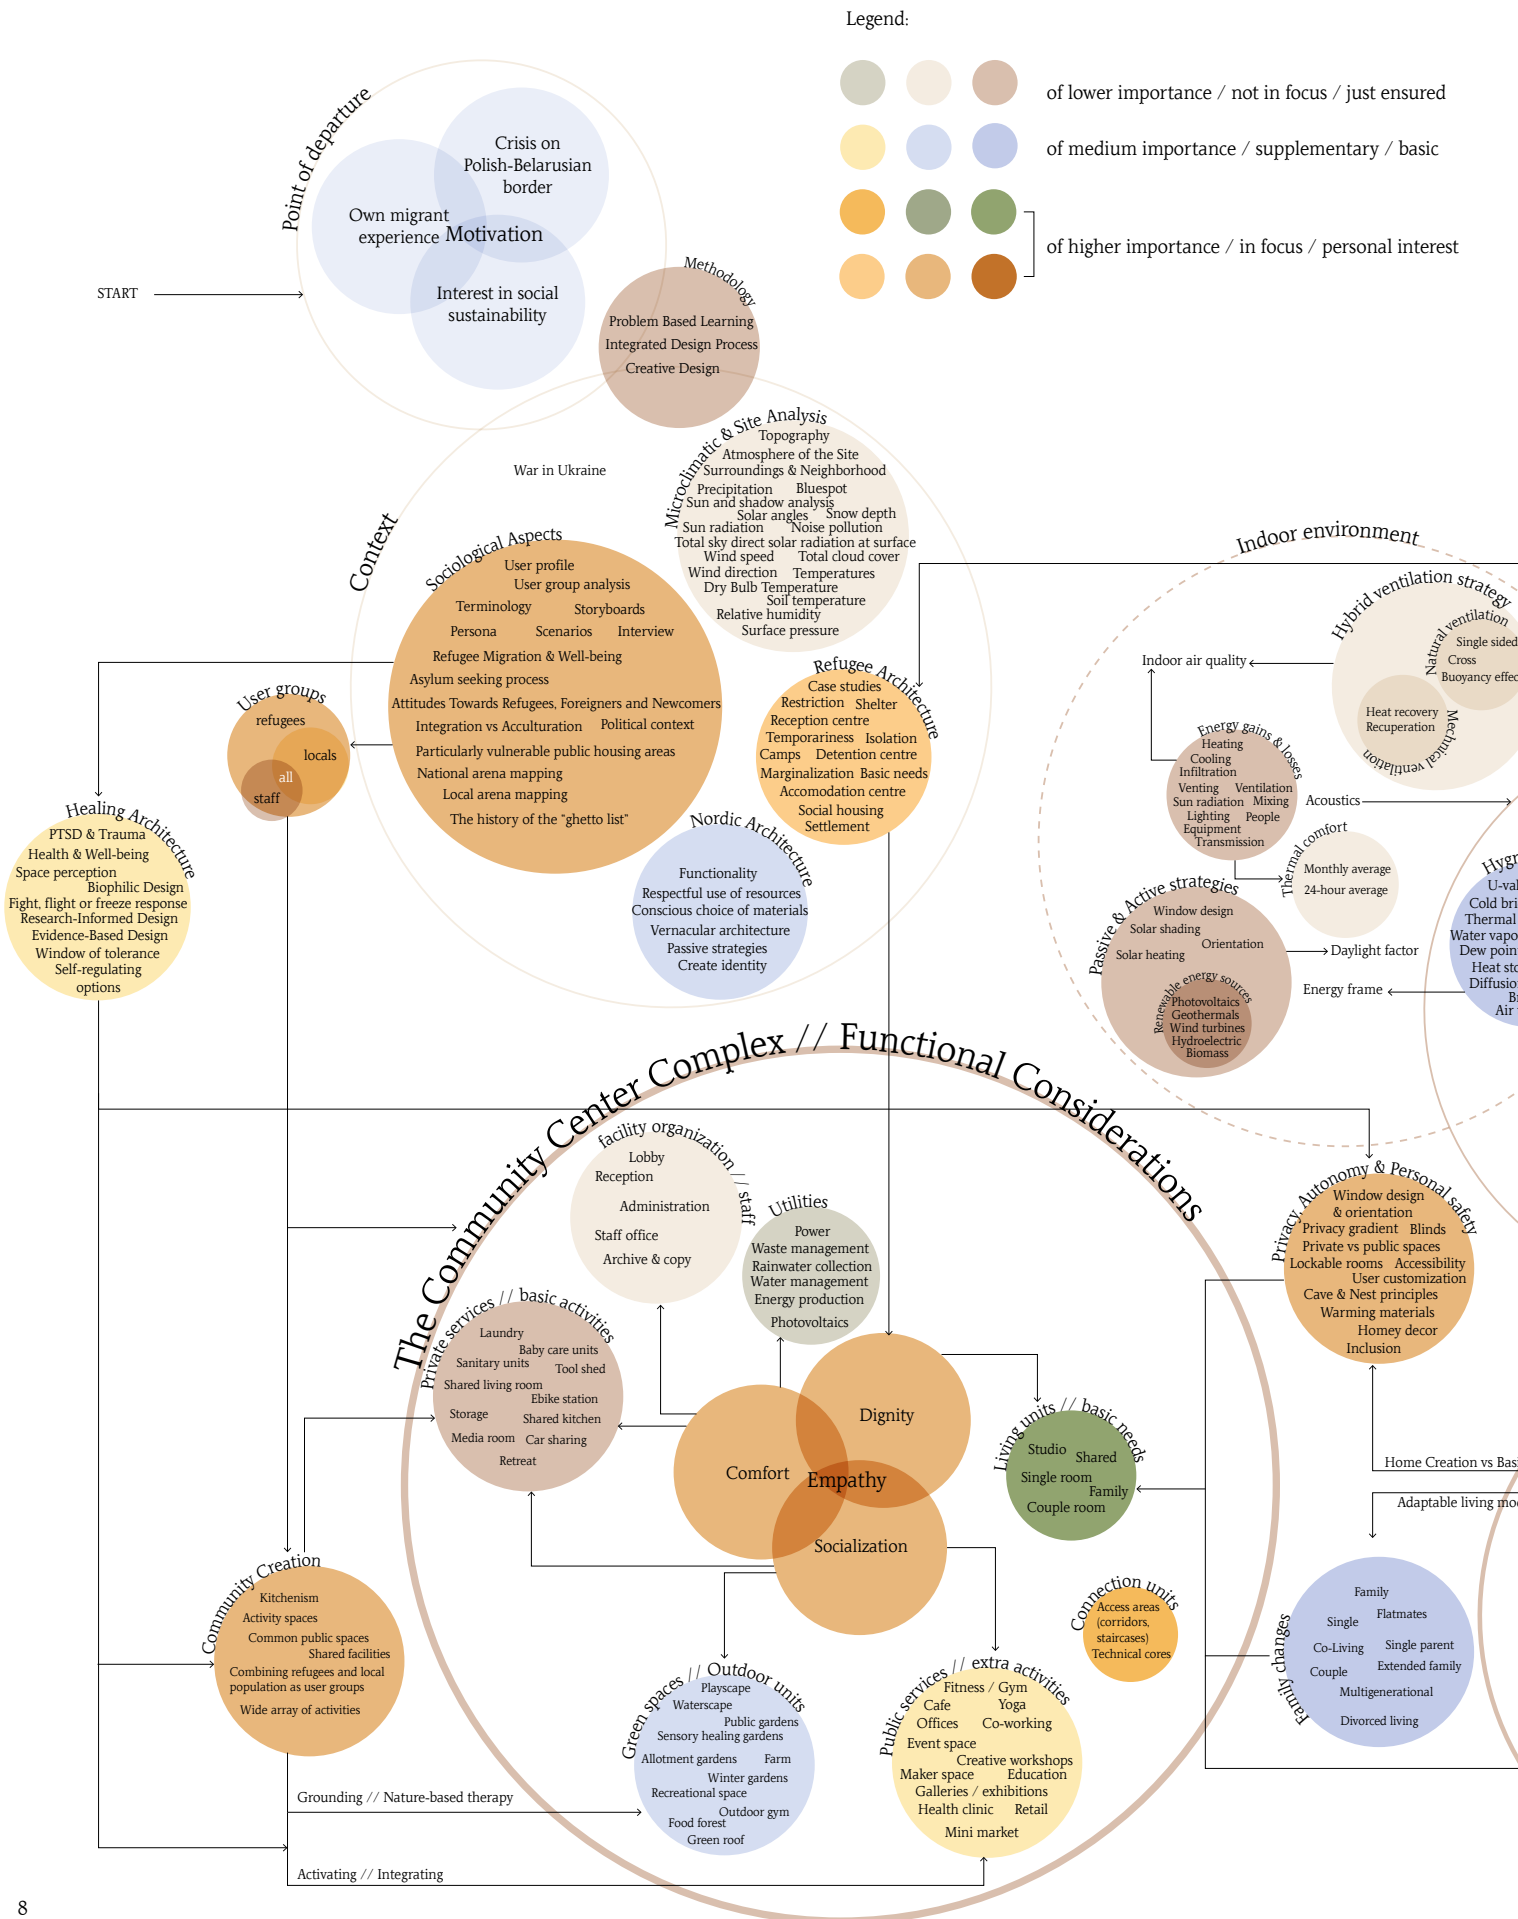 Legend:
of lower importance / not in focus / just ensured
of medium importance / supplementary / basic
of higher importance / in focus / personal interest
Point of departure
Crisis on
Polish-Belarusian
border
Own migrant
experience
Motivation
Interest in social
sustainability
START
Methodology
Problem Based Learning
Integrated Design Process
Creative Design
Context
War in Ukraine
Microclimatic & Site Analysis
Topography
Atmosphere of the Site
Surroundings & Neighborhood
Precipitation
Bluespot
Sun and shadow analysis
Solar angles
Snow depth
Sun radiation
Noise pollution
Total sky direct solar radiation at surface
Wind speed
Total cloud cover
Wind direction
Temperatures
Dry Bulb Temperature
Soil temperature
Relative humidity
Surface pressure
Sociological Aspects
User profile
User group analysis
Terminology
Storyboards
Persona
Scenarios
Interview
Refugee Migration & Well-being
Asylum seeking process
Attitudes Towards Refugees, Foreigners and Newcomers
Integration vs Acculturation
Political context
Particularly vulnerable public housing areas
National arena mapping
Local arena mapping
The history of the "ghetto list"
Refugee Architecture
Case studies
Restriction
Shelter
Reception centre
Temporariness
Isolation
Camps
Detention centre
Marginalization
Basic needs
Accomodation centre
Social housing
Settlement
Nordic Architecture
Functionality
Respectful use of resources
Conscious choice of materials
Vernacular architecture
Passive strategies
Create identity
User groups
refugees
locals
all
staff
Healing Architecture
PTSD & Trauma
Health & Well-being
Space perception
Biophilic Design
Fight, flight or freeze response
Research-Informed Design
Evidence-Based Design
Window of tolerance
Self-regulating
options
Indoor environment
Hybrid ventilation strategy
Natural ventilation
Single sided
Cross
Buoyancy effec
Heat recovery
Recuperation
Mechnical ventilation
Indoor air quality
Energy gains & losses
Heating
Cooling
Infiltration
Venting
Ventilation
Sun radiation
Mixing
Lighting
People
Equipment
Transmission
Acoustics
Thermal comfort
Monthly average
24-hour average
Passive & Active strategies
Window design
Solar shading
Orientation
Solar heating
Renewable energy sources
Photovoltaics
Geothermals
Wind turbines
Hydroelectric
Biomass
Daylight factor
Energy frame
Hygr
U-val
Cold bri
Thermal
Water vapo
Dew poin
Heat sto
Diffusio
Air
The Community Center Complex // Functional Considerations
facility organization // staff
Lobby
Reception
Administration
Staff office
Archive & copy
Utilities
Power
Waste management
Rainwater collection
Water management
Energy production
Photovoltaics
Private services // basic activities
Laundry
Baby care units
Sanitary units
Tool shed
Shared living room
Ebike station
Storage
Shared kitchen
Media room
Car sharing
Retreat
Dignity
Comfort
Empathy
Socialization
Living units // basic needs
Studio
Shared
Single room
Family
Couple room
Connection units
Access areas
(corridors,
staircases)
Technical cores
Privacy, Autonomy & Personal safety
Window design
& orientation
Privacy gradient
Blinds
Private vs public spaces
Lockable rooms
Accessibility
User customization
Cave & Nest principles
Warming materials
Homey decor
Inclusion
Home Creation vs Basi
Adaptable living mo
Family changes
Family
Single
Flatmates
Co-Living
Single parent
Couple
Extended family
Multigenerational
Divorced living
Community Creation
Kitchenism
Activity spaces
Common public spaces
Shared facilities
Combining refugees and local
population as user groups
Wide array of activities
Green spaces // Outdoor units
Playscape
Waterscape
Public gardens
Sensory healing gardens
Allotment gardens
Farm
Winter gardens
Recreational space
Outdoor gym
Food forest
Green roof
Public services // extra activities
Fitness / Gym
Cafe
Yoga
Offices
Co-working
Event space
Creative workshops
Maker space
Education
Galleries / exhibitions
Health clinic
Retail
Mini market
Grounding // Nature-based therapy
Activating // Integrating
8